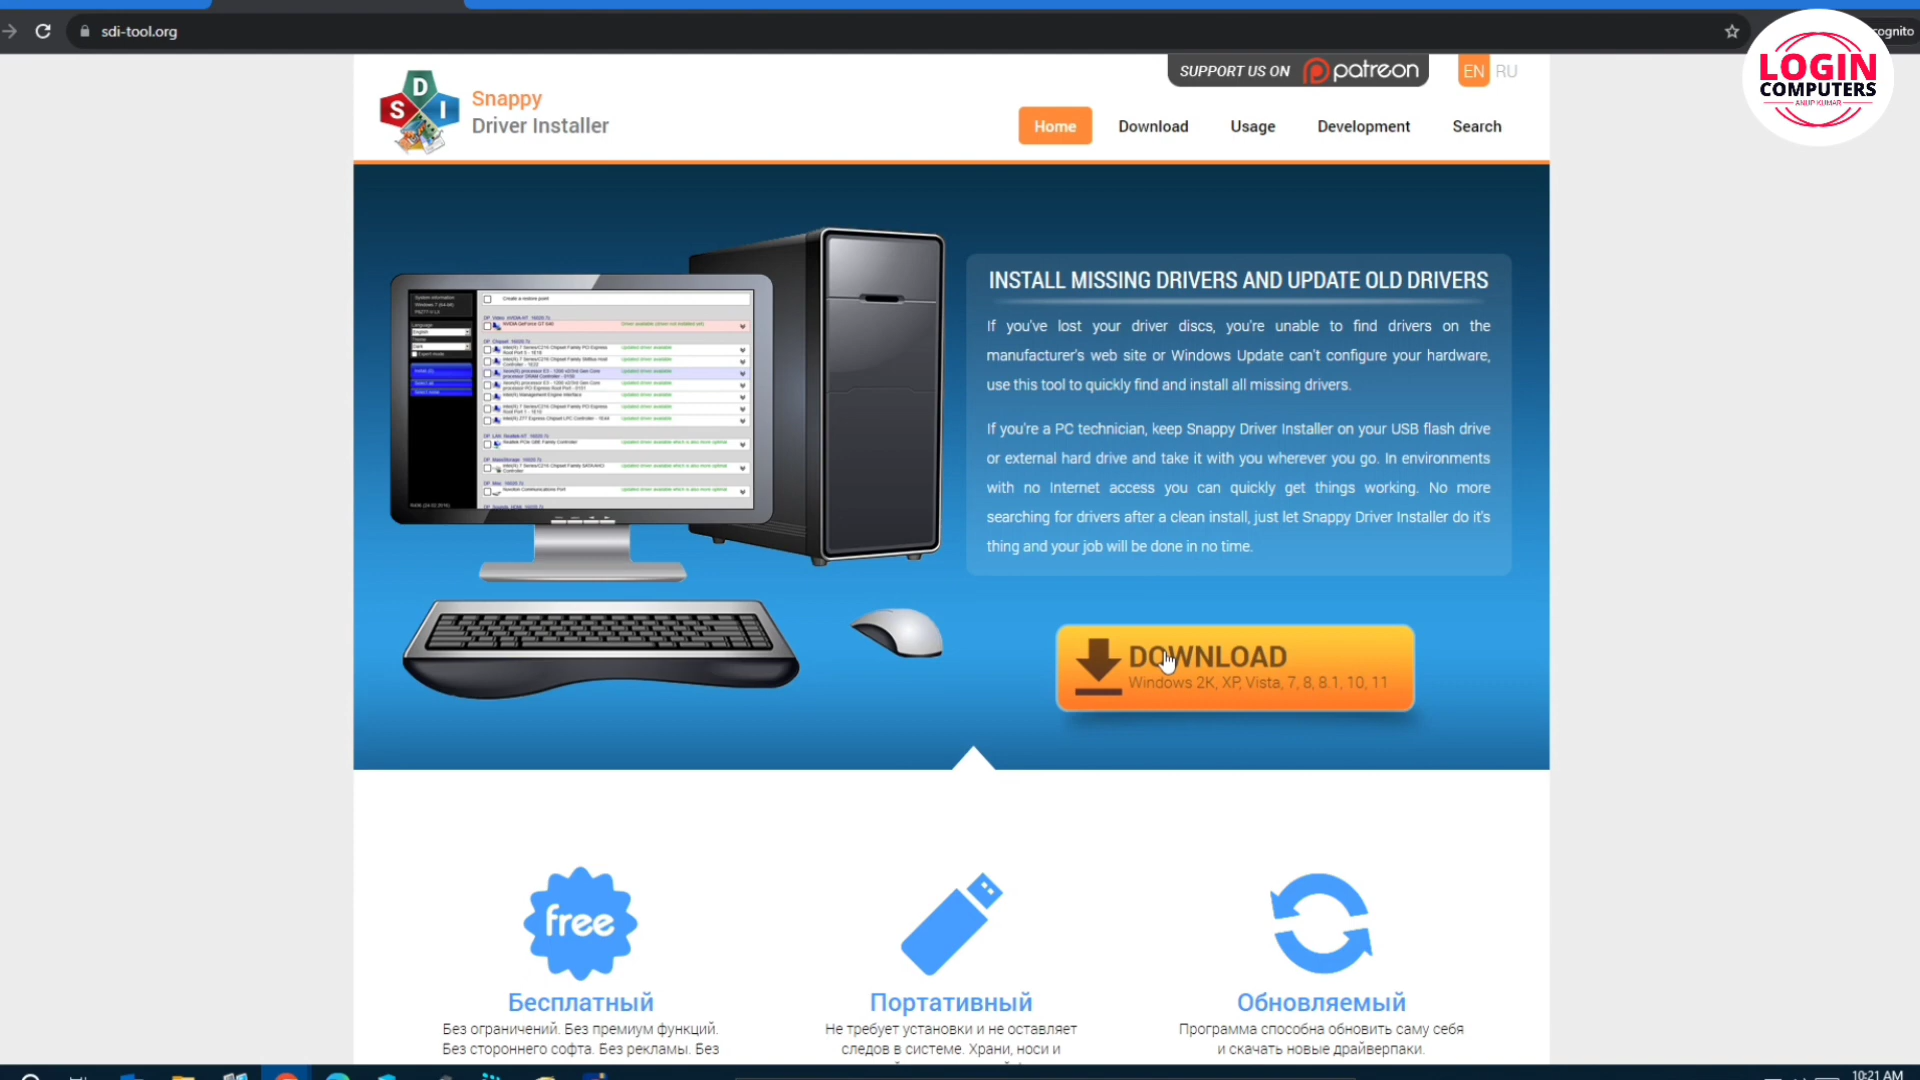 sdi-tool.org
cognito
LOGIN
COMPUTERS
ANUP KUMAR
SUPPORT US ON patreon
EN RU
D
S I
Snappy
Driver Installer
Home Download Usage Development Search
INSTALL MISSING DRIVERS AND UPDATE OLD DRIVERS
If you've lost your driver discs, you're unable to find drivers on the
manufacturer's web site or Windows Update can't configure your hardware,
use this tool to quickly find and install all missing drivers.
If you're a PC technician, keep Snappy Driver Installer on your USB flash drive
or external hard drive and take it with you wherever you go. In environments
with no Internet access you can quickly get things working. No more
searching for drivers after a clean install, just let Snappy Driver Installer do it's
thing and your job will be done in no time.
Create a restore point
DOWNLOAD
Windows 2K, XP, Vista, 7, 8, 8.1, 10, 11
free
Бесплатный
Без ограничений. Без премиум функций.
Без стороннего софта. Без рекламы. Без
Портативный
Не требует установки и не оставляет
следов в системе. Храни, носи и
Обновляемый
Программа способна обновить саму себя
и скачать новые драйверпаки.
10:21 AM